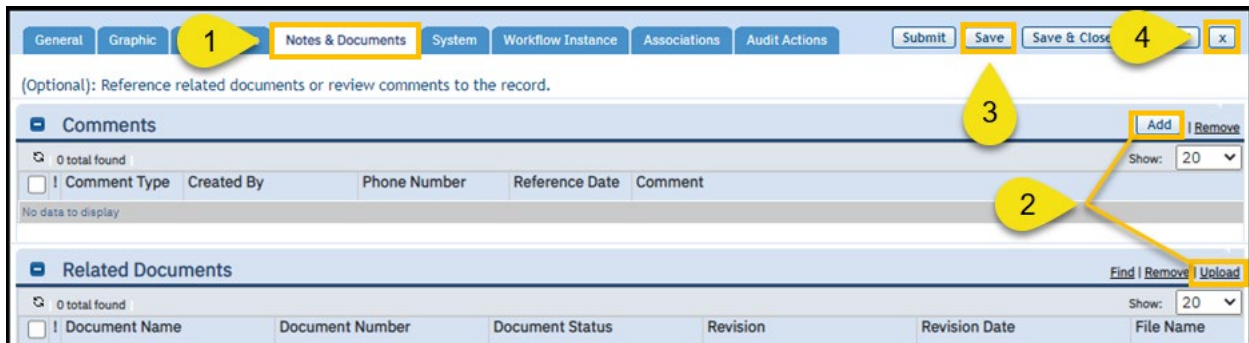 General Graphic 1 Notes & Documents System Workflow Instance Associations Audit Actions Submit Save Save & Close 4 x
(Optional): Reference related documents or review comments to the record.
3
Comments Add | Remove
0 total found Show: 20
! Comment Type Created By Phone Number Reference Date Comment
No data to display
2
Related Documents Find | Remove | Upload
0 total found Show: 20
! Document Name Document Number Document Status Revision Revision Date File Name